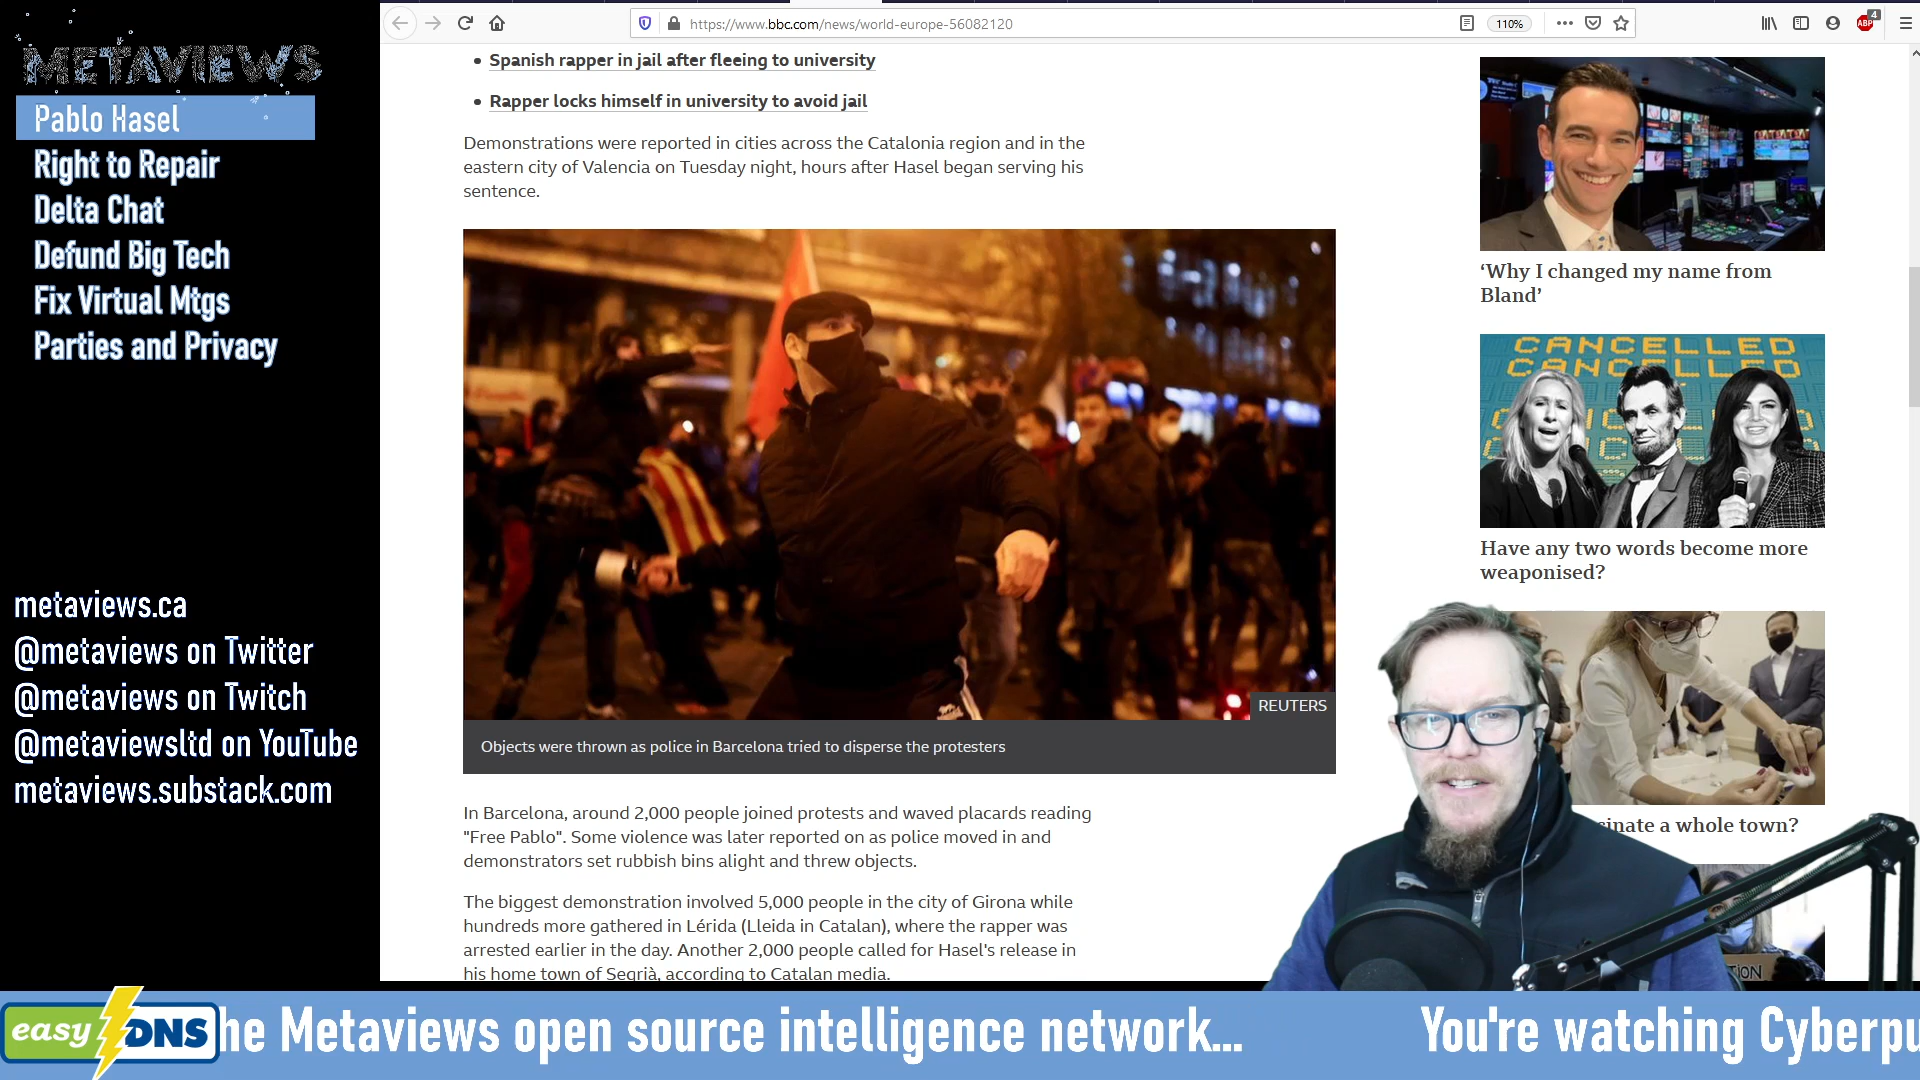 METAVIEWS
Pablo Hasel
Right to Repair
Delta Chat
Defund Big Tech
Fix Virtual Mtgs
Parties and Privacy
metaviews.ca
@metaviews on Twitter
@metaviews on Twitch
@metaviewsltd on YouTube
metaviews.substack.com
https://www.bbc.com/news/world-europe-56082120
110%
ABP
4
Spanish rapper in jail after fleeing to university
Rapper locks himself in university to avoid jail
Demonstrations were reported in cities across the Catalonia region and in the
eastern city of Valencia on Tuesday night, hours after Hasel began serving his
sentence.
REUTERS
Objects were thrown as police in Barcelona tried to disperse the protesters
In Barcelona, around 2,000 people joined protests and waved placards reading
"Free Pablo". Some violence was later reported on as police moved in and
demonstrators set rubbish bins alight and threw objects.
The biggest demonstration involved 5,000 people in the city of Girona while
hundreds more gathered in Lérida (Lleida in Catalan), where the rapper was
arrested earlier in the day. Another 2,000 people called for Hasel's release in
his home town of Segrià, according to Catalan media.
‘Why I changed my name from
Bland’
CANCELLED
CANCELLED
Have any two words become more
weaponised?
cinate a whole town?
TION
easyDNS
he Metaviews open source intelligence network...
You're watching Cyberpu